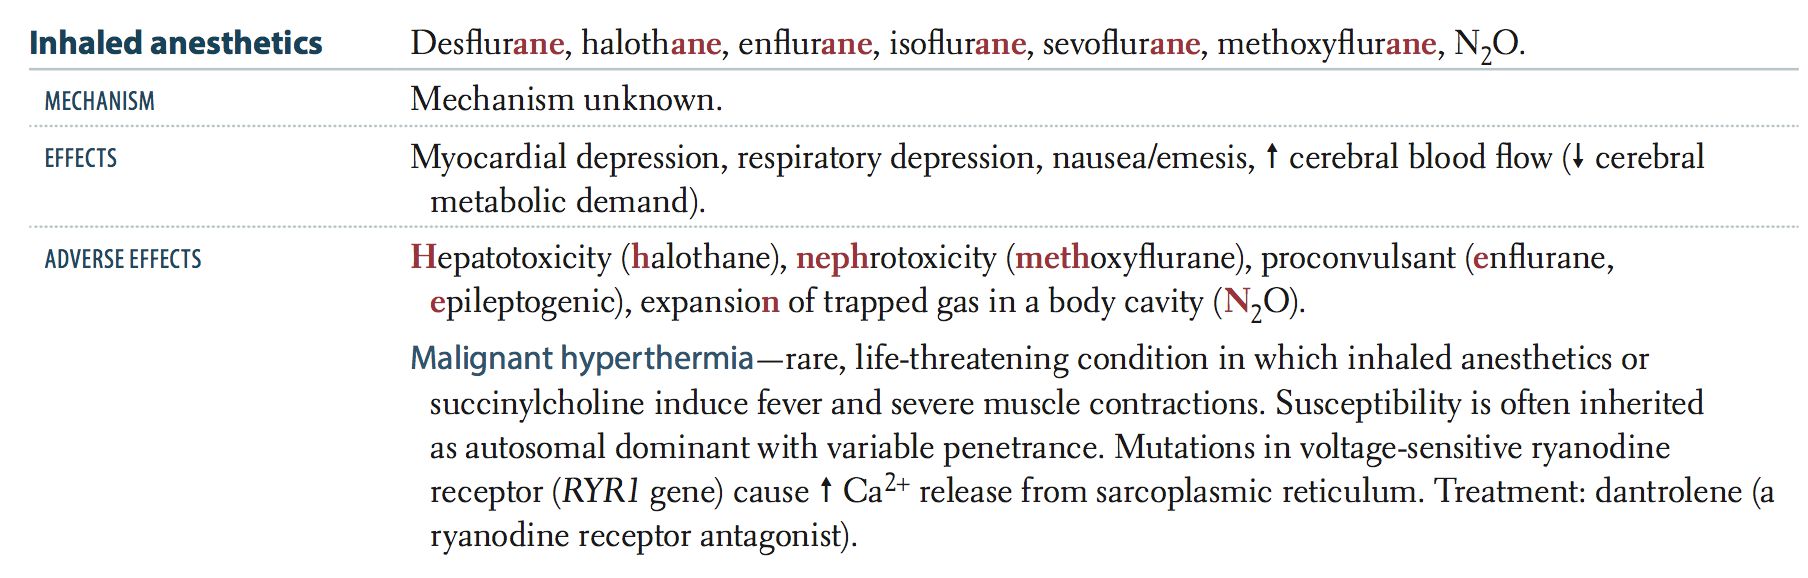 Inhaled anesthetics Desflurane, halothane, enflurane, isoflurane, sevoflurane, methoxyflurane, N₂O.
MECHANISM Mechanism unknown.
EFFECTS Myocardial depression, respiratory depression, nausea/emesis, ↑ cerebral blood flow (↓ cerebral
metabolic demand).
ADVERSE EFFECTS Hepatotoxicity (halothane), nephrotoxicity (methoxyflurane), proconvulsant (enflurane,
epileptogenic), expansion of trapped gas in a body cavity (N₂O).
Malignant hyperthermia—rare, life-threatening condition in which inhaled anesthetics or
succinylcholine induce fever and severe muscle contractions. Susceptibility is often inherited
as autosomal dominant with variable penetrance. Mutations in voltage-sensitive ryanodine
receptor (RYR1 gene) cause ↑ Ca²⁺ release from sarcoplasmic reticulum. Treatment: dantrolene (a
ryanodine receptor antagonist).